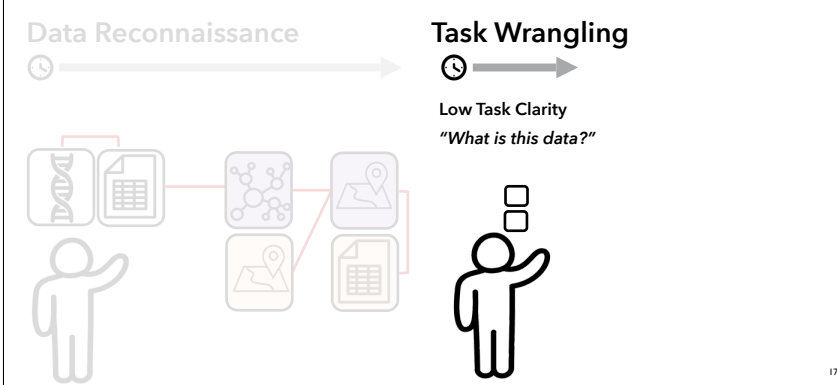 Data Reconnaissance
Task Wrangling
Low Task Clarity
"What is this data?"
17